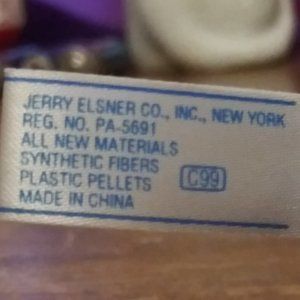 JERRY ELSNER CO., INC., NEW YORK
REG. NO. PA-5691
ALL NEW MATERIALS
SYNTHETIC FIBERS
PLASTIC PELLETS C99
MADE IN CHINA